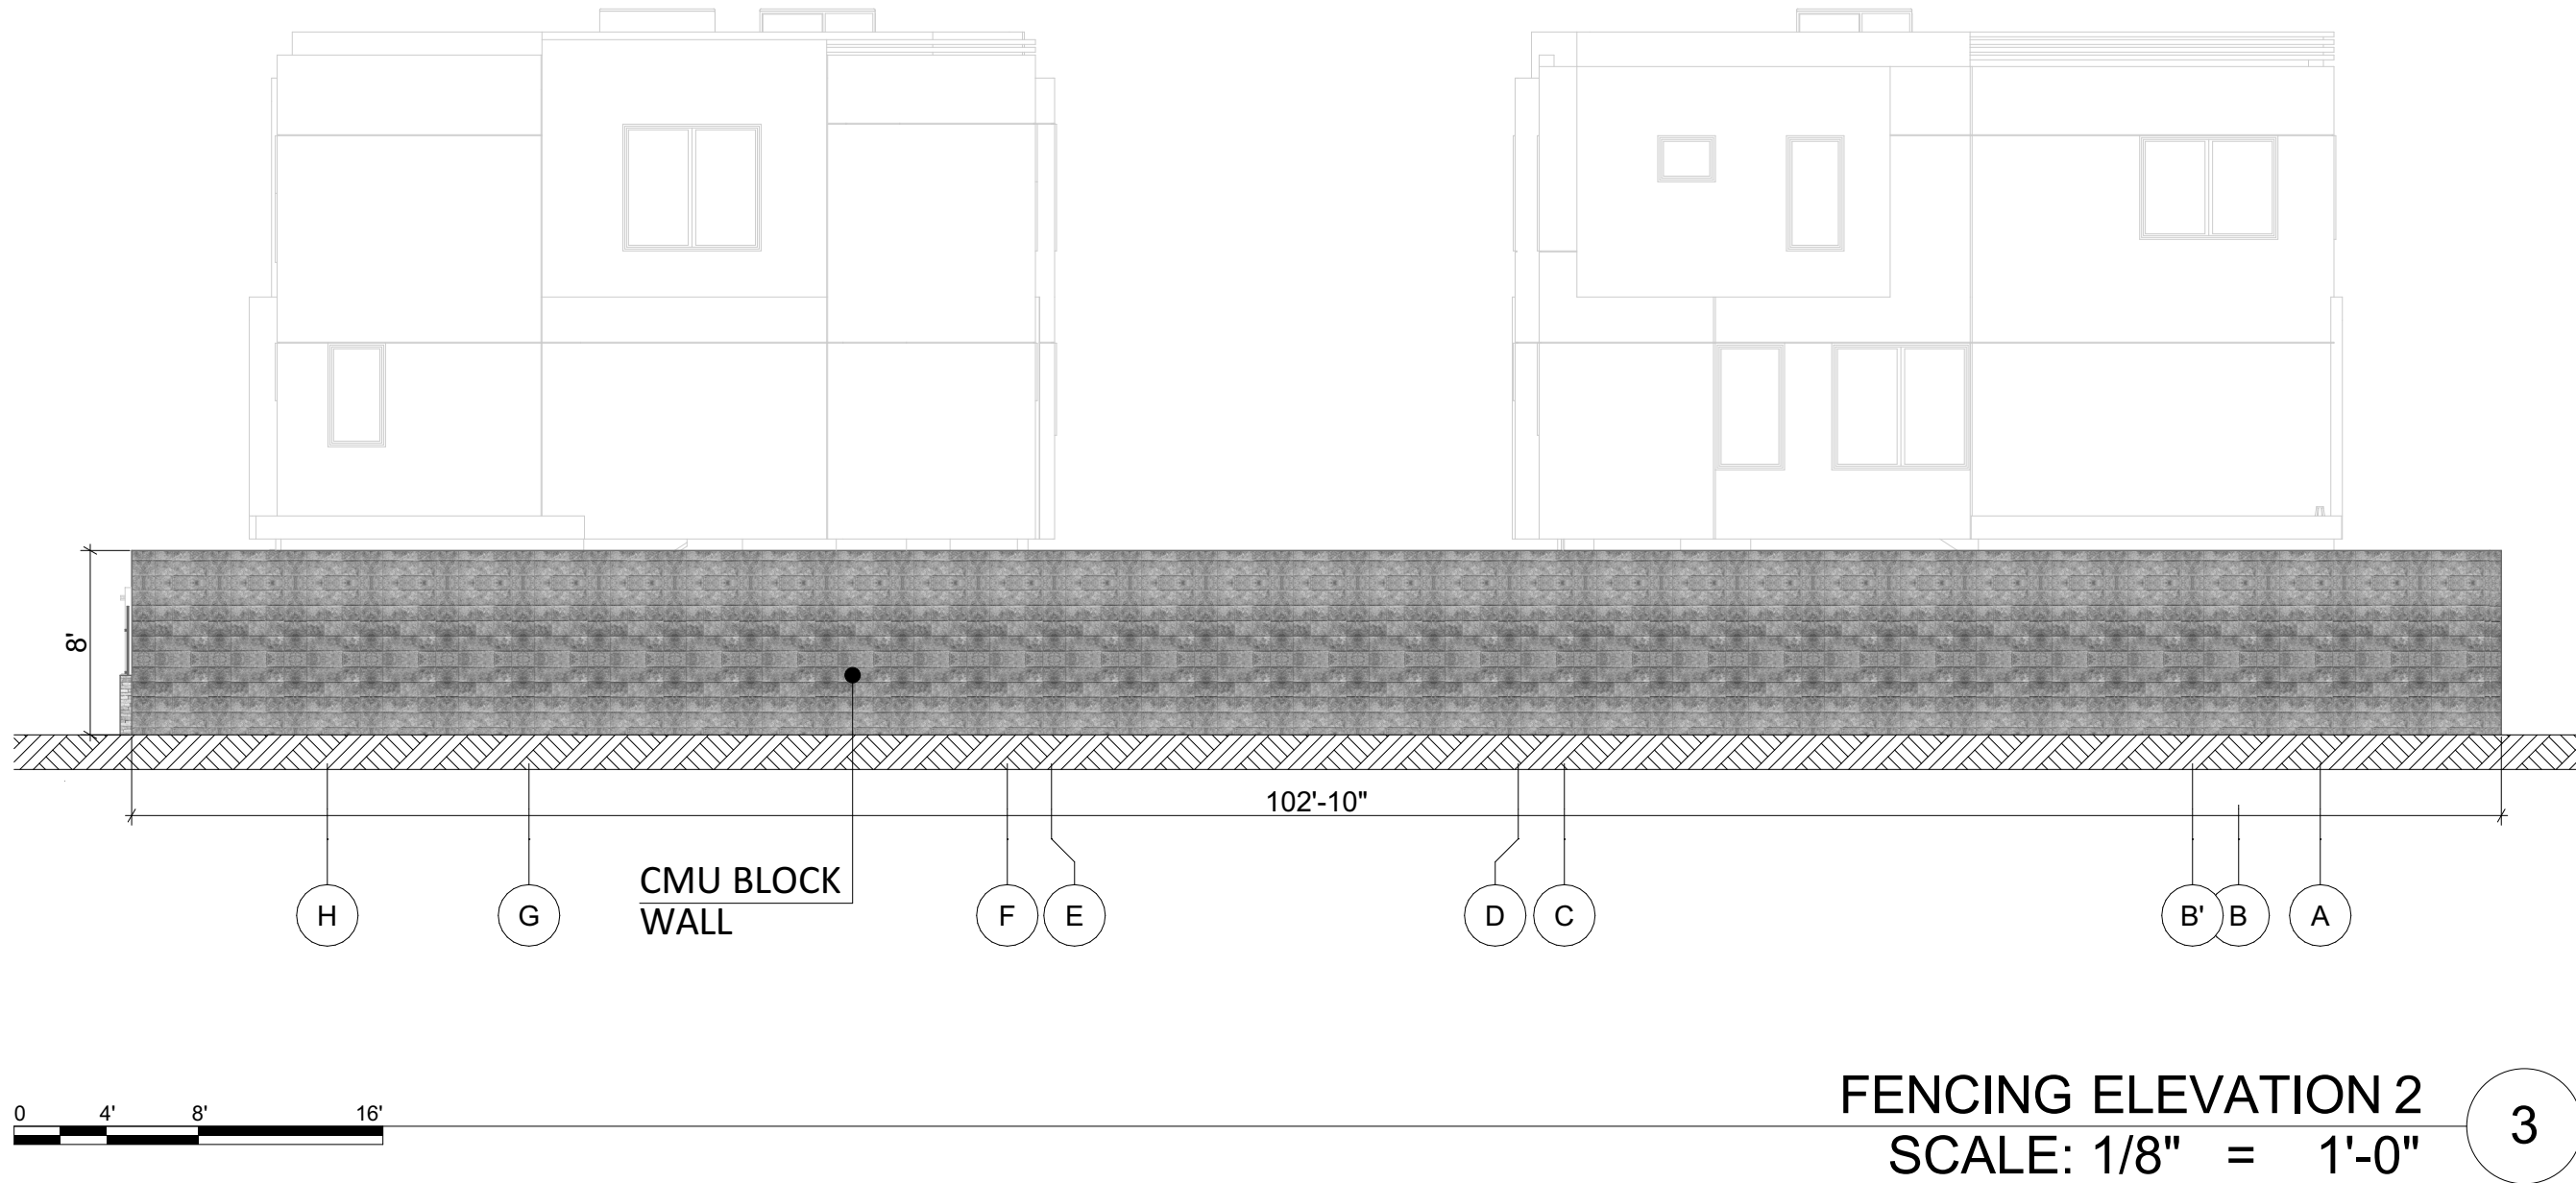 8'
102'-10"
CMU BLOCK
WALL
H
G
F
E
D
C
B'
B
A
0 4' 8' 16'
FENCING ELEVATION 2
SCALE: 1/8" = 1'-0"
3